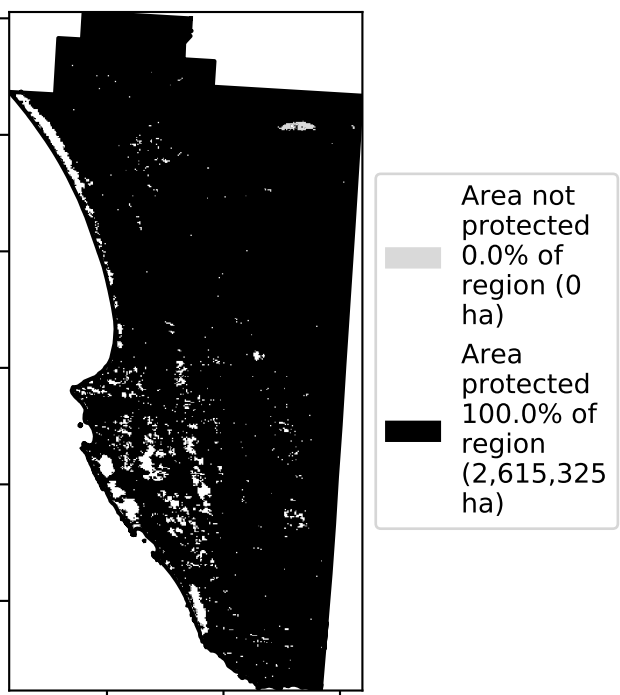 Area not
protected
0.0% of
region (0
ha)
Area
protected
100.0% of
region
(2,615,325
ha)